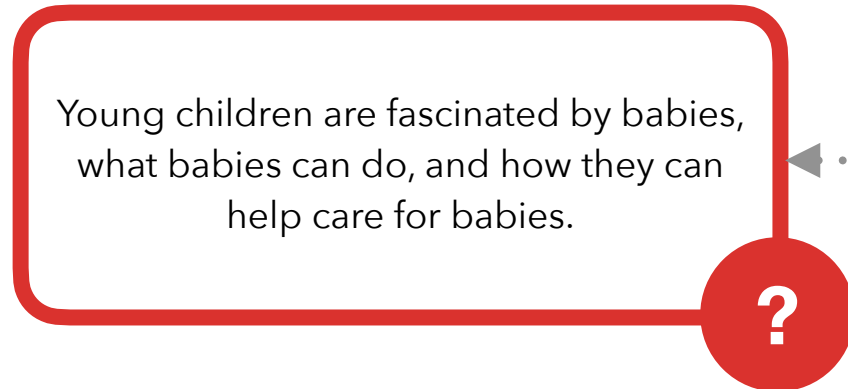 Young children are fascinated by babies,
what babies can do, and how they can
help care for babies.
?